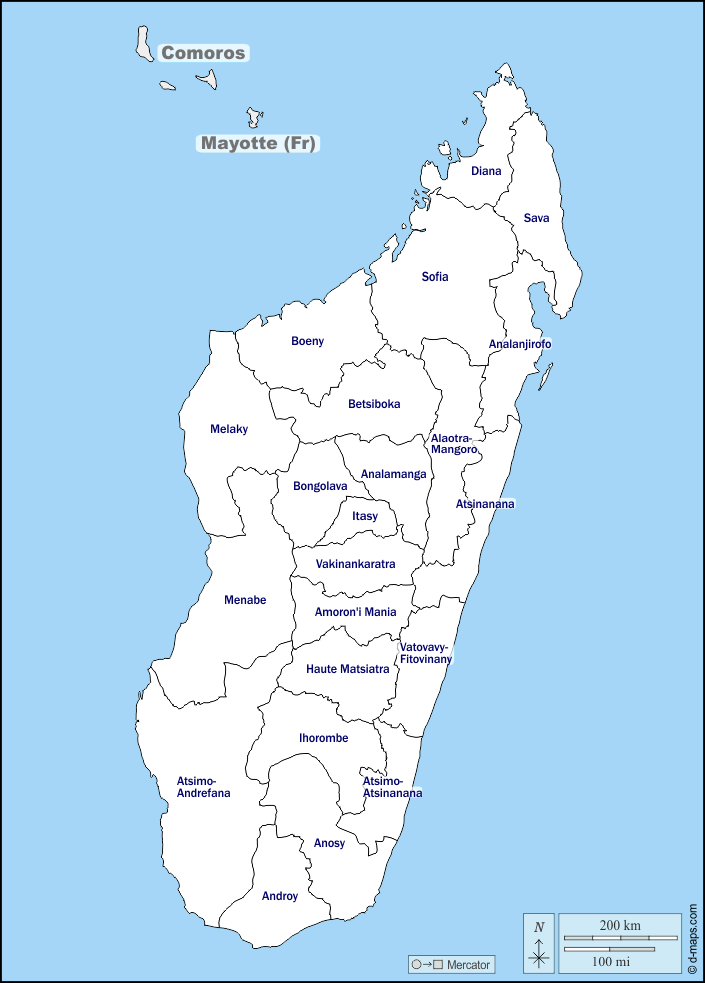 Comoros
Mayotte (Fr)
Diana
Sava
Sofia
Boeny
Analanjirofo
Betsiboka
Melaky
Alaotra-
Mangoro
Analamanga
Bongolava
Atsinanana
Itasy
Vakinankaratra
Menabe
Amoron'i Mania
Vatovavy-
Fitovinany
Haute Matsiatra
Ihorombe
Atsimo-
Andrefana
Atsimo-
Atsinanana
Anosy
Androy
N
200 km
100 mi
Mercator
© d-maps.com